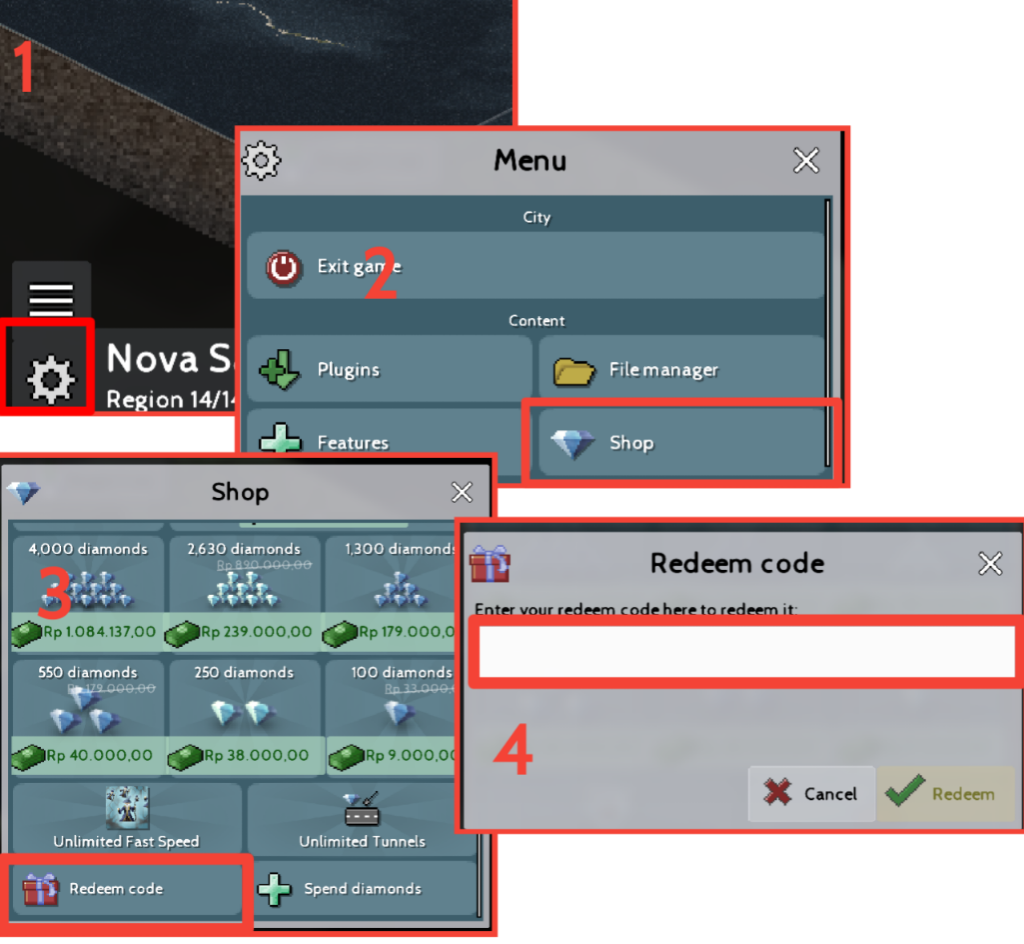 1
Nova S
Region 14/14
Menu
City
Exit game
2
Content
Plugins
File manager
Features
Shop
Shop
4,000 diamonds
2,630 diamonds
1,300 diamonds
Rp 890.000,00
3
Rp 1.084.137,00
Rp 239.000,00
Rp 179.000,0
550 diamonds
250 diamonds
100 diamonds
Rp 179.000,00
Rp 33.000,
Rp 40.000,00
Rp 38.000,00
Rp 9.000,00
Unlimited Fast Speed
Unlimited Tunnels
Redeem code
Spend diamonds
Redeem code
Enter your redeem code here to redeem it:
4
Cancel
Redeem